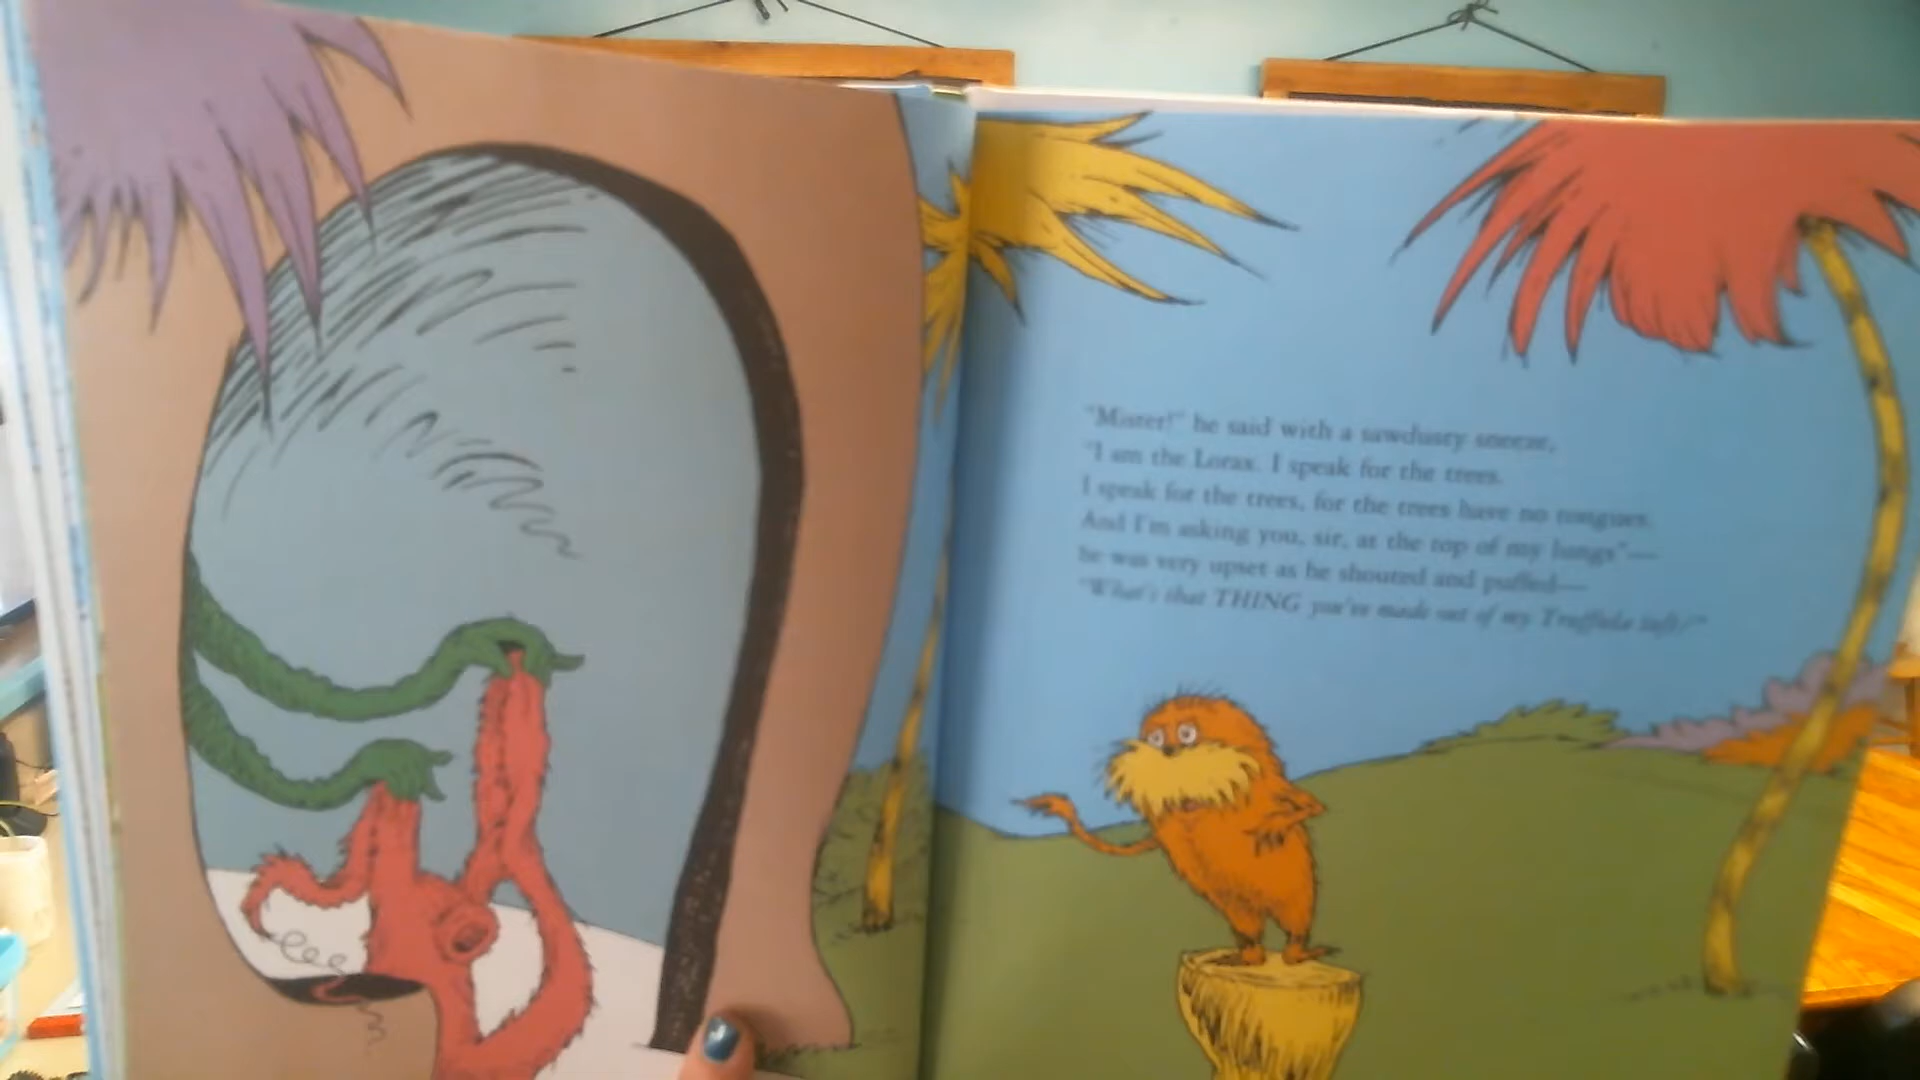 "Mister!" he said with a sawdusty sneeze,
"I am the Lorax. I speak for the trees.
I speak for the trees, for the trees have no tongues.
And I'm asking you, sir, at the top of my lungs"—
he was very upset as he shouted and puffed—
"What's that THING you've made out of my Truffula tuft?"